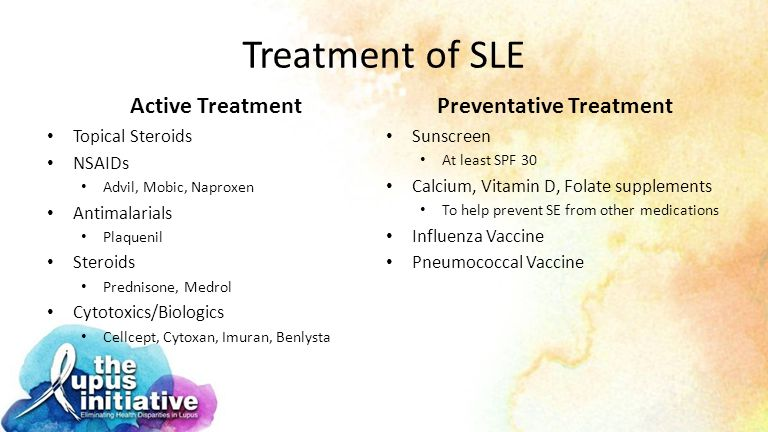 Treatment of SLE
Active Treatment
• Topical Steroids
• NSAIDs
• Advil, Mobic, Naproxen
• Antimalarials
• Plaquenil
• Steroids
• Prednisone, Medrol
• Cytotoxics/Biologics
• Cellcept, Cytoxan, Imuran, Benlysta
Preventative Treatment
• Sunscreen
• At least SPF 30
• Calcium, Vitamin D, Folate supplements
• To help prevent SE from other medications
• Influenza Vaccine
• Pneumococcal Vaccine
the
lupus
initiative
Eliminating Health Disparities in Lupus